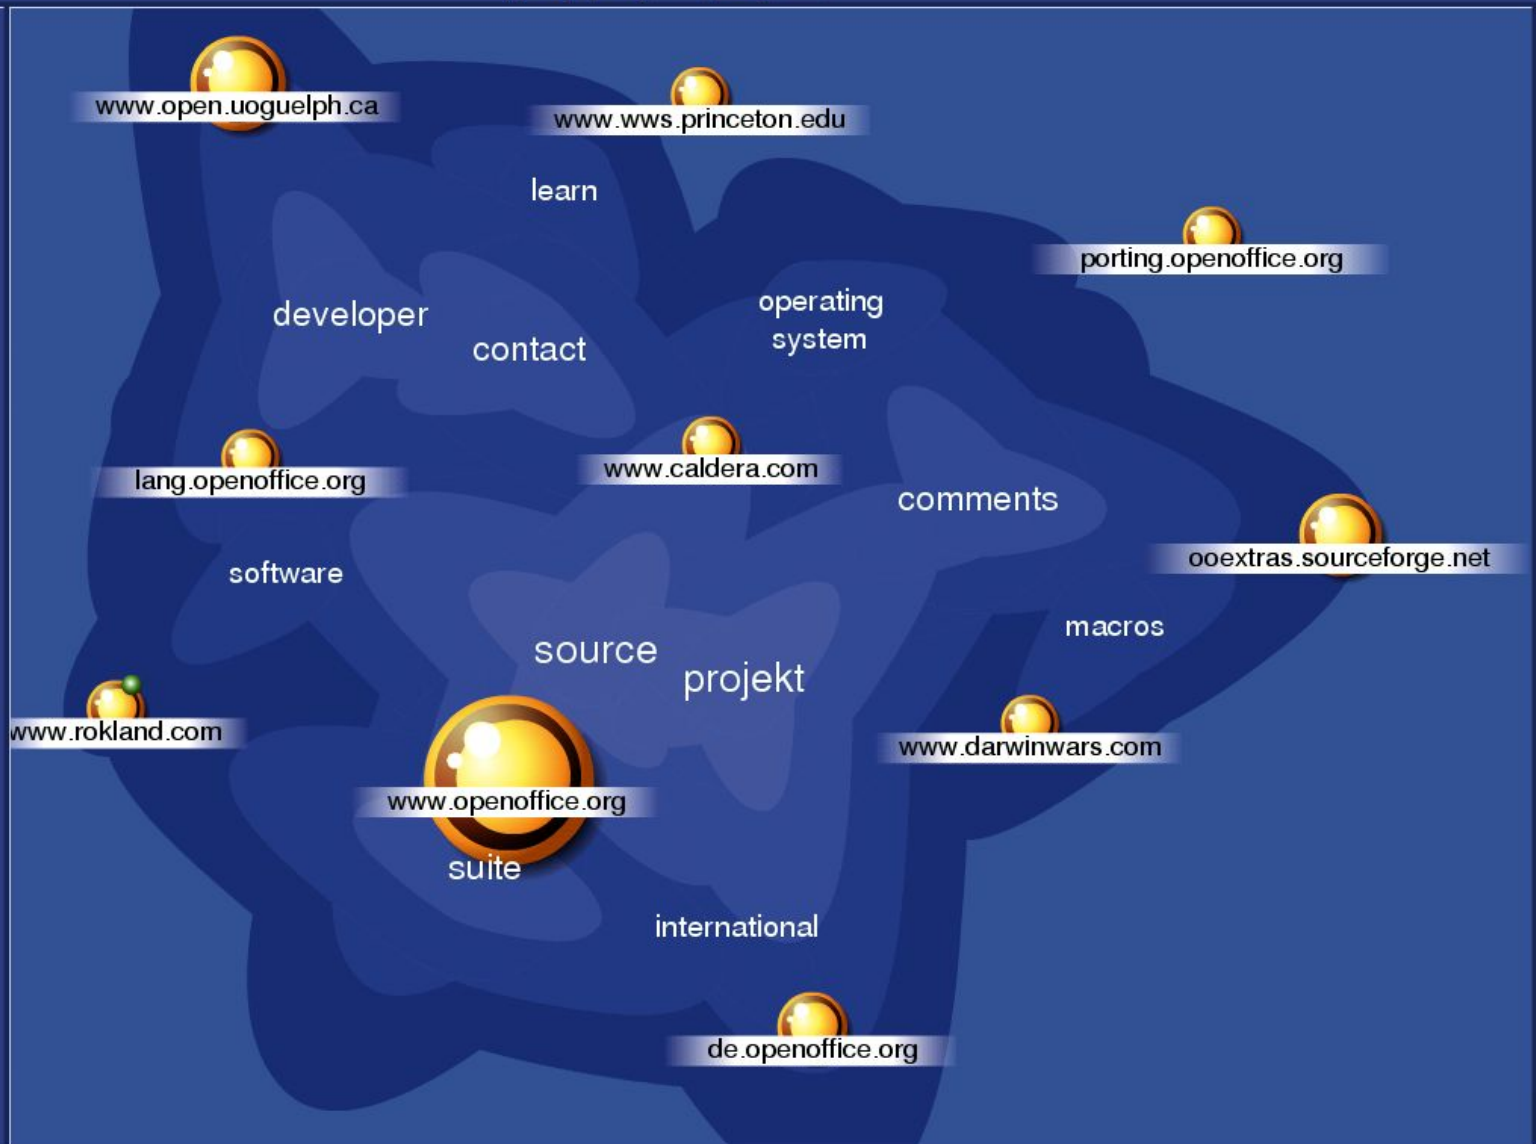 www.open.uoguelph.ca
www.wws.princeton.edu
learn
porting.openoffice.org
developer
contact
operating
system
lang.openoffice.org
www.caldera.com
comments
ooextras.sourceforge.net
software
macros
source
projekt
www.rokland.com
www.darwinwars.com
www.openoffice.org
suite
international
de.openoffice.org